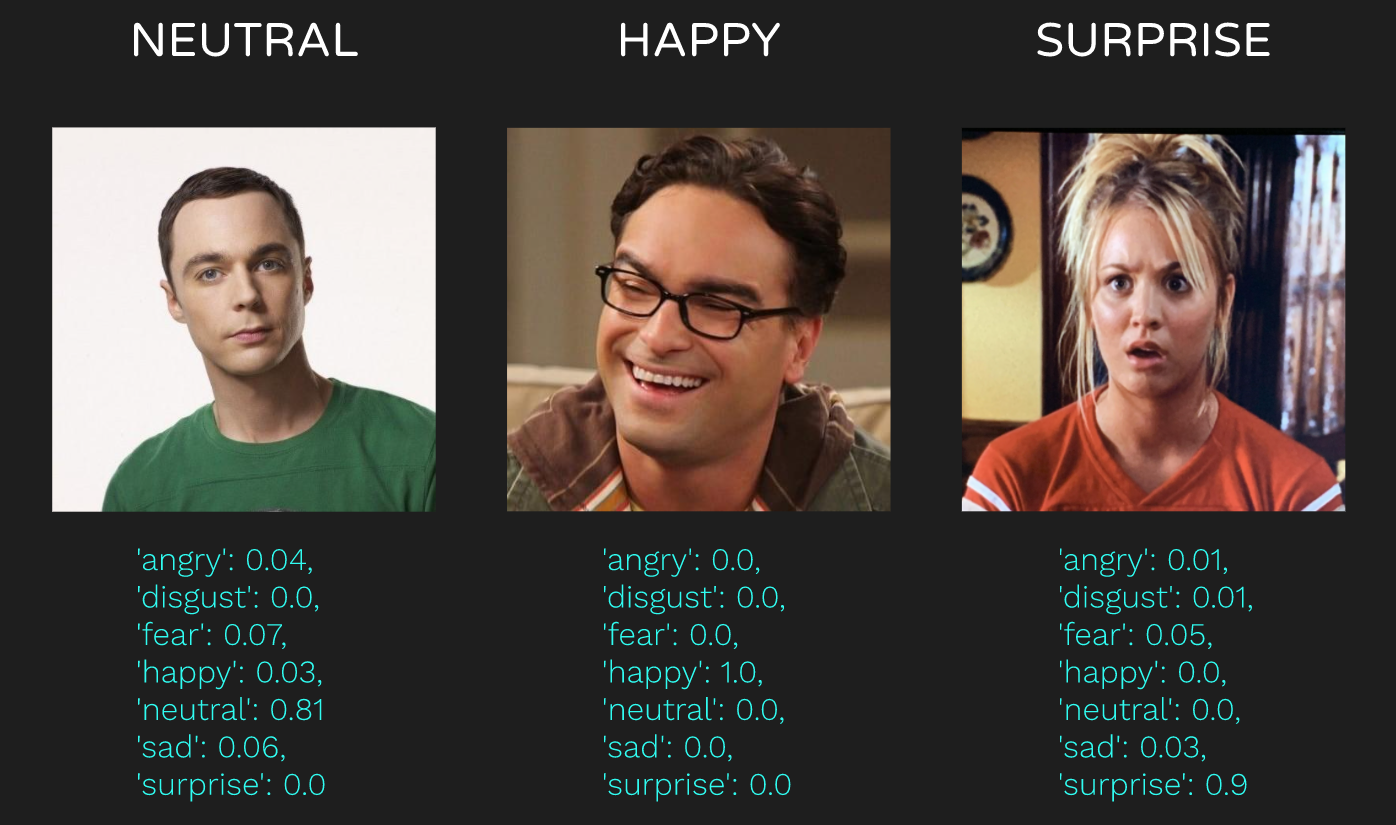 NEUTRAL
HAPPY
SURPRISE
'angry': 0.04,
'disgust': 0.0,
'fear': 0.07,
'happy': 0.03,
'neutral': 0.81
'sad': 0.06,
'surprise': 0.0
'angry': 0.0,
'disgust': 0.0,
'fear': 0.0,
'happy': 1.0,
'neutral': 0.0,
'sad': 0.0,
'surprise': 0.0
'angry': 0.01,
'disgust': 0.01,
'fear': 0.05,
'happy': 0.0,
'neutral': 0.0,
'sad': 0.03,
'surprise': 0.9